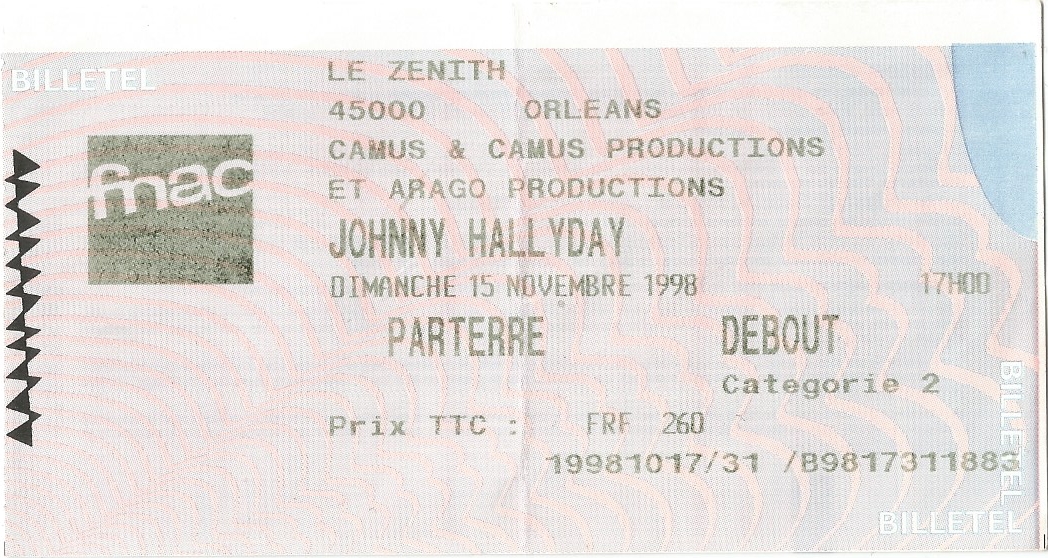 BILLETEL
fnac
LE ZENITH
45000 ORLEANS
CAMUS & CAMUS PRODUCTIONS
ET ARAGO PRODUCTIONS
JOHNNY HALLYDAY
DIMANCHE 15 NOVEMBRE 1998 17H00
PARTERRE DEBOUT
Categorie 2
Prix TTC : FRF 260
19981017/31 /B9817311883
BILLETEL
BILLETEL